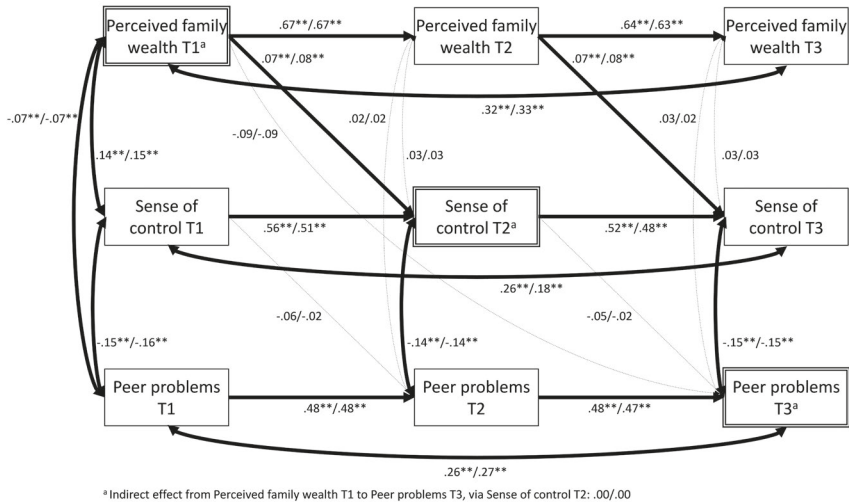 Perceived family
wealth T1ᵃ
.67**/.67**
Perceived family
wealth T2
.64**/.63**
Perceived family
wealth T3
.07**/.08**
.07**/.08**
.32**/.33**
-.07**/-.07**
-.09/-.09
.02/.02
.03/.02
.14**/.15**
.03/.03
.03/.03
Sense of
control T1
.56**/.51**
Sense of
control T2ᵃ
.52**/.48**
Sense of
control T3
.26**/.18**
-.06/-.02
-.05/-.02
-.15**/-.16**
-.14**/-.14**
-.15**/-.15**
Peer problems
T1
.48**/.48**
Peer problems
T2
.48**/.47**
Peer problems
T3ᵃ
.26**/.27**
ᵃ Indirect effect from Perceived family wealth T1 to Peer problems T3, via Sense of control T2: .00/.00